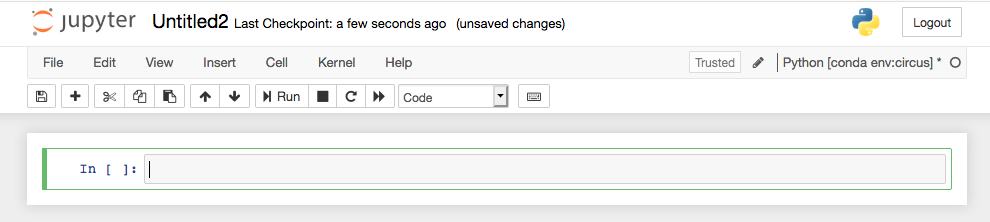 jupyter Untitled2 Last Checkpoint: a few seconds ago (unsaved changes) Logout
File Edit View Insert Cell Kernel Help Trusted Python [conda env:circus] *
Run Code
In [ ]: